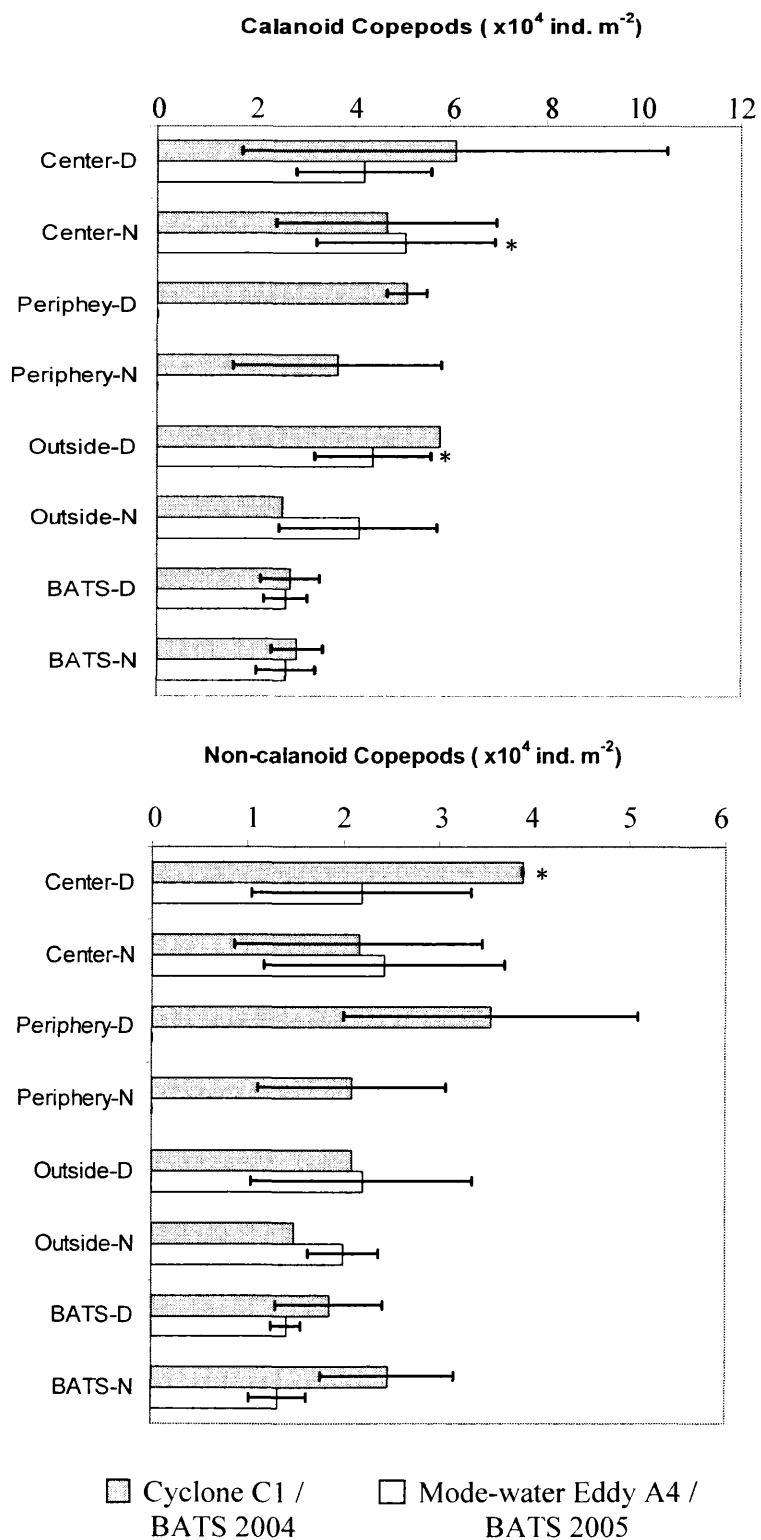 Calanoid Copepods ( x10⁴ ind. m⁻²)
0 2 4 6 8 10 12
Center-D
Center-N
*
Periphey-D
Periphery-N
Outside-D
*
Outside-N
BATS-D
BATS-N
Non-calanoid Copepods ( x10⁴ ind. m⁻²)
0 1 2 3 4 5 6
Center-D
*
Center-N
Periphery-D
Periphery-N
Outside-D
Outside-N
BATS-D
BATS-N
Cyclone C1 / Mode-water Eddy A4 /
BATS 2004 BATS 2005